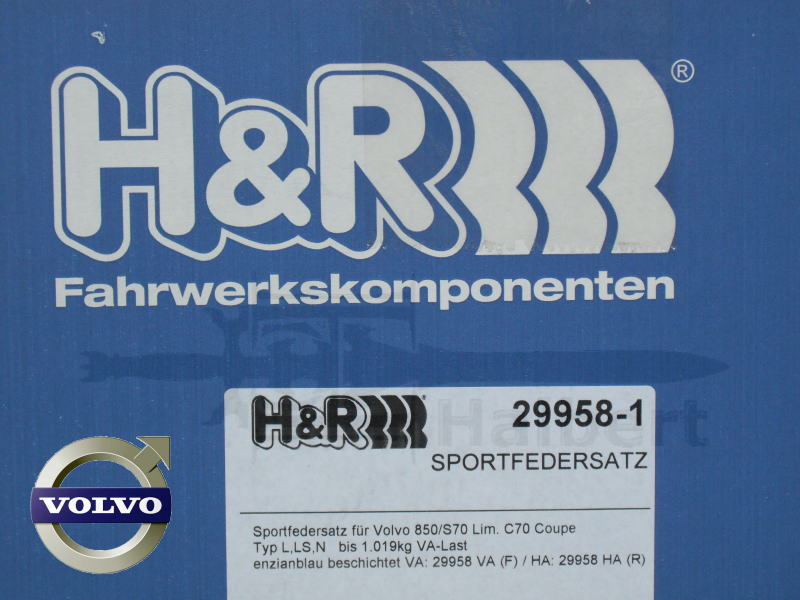 H&R®
Fahrwerkskomponenten
H&R 29958-1
Halbert
SPORTFEDERSATZ
VOLVO
Sportfedersatz für Volvo 850/S70 Lim. C70 Coupe
Typ L,LS,N bis 1.019kg VA-Last
enzianblau beschichtet VA: 29958 VA (F) / HA: 29958 HA (R)